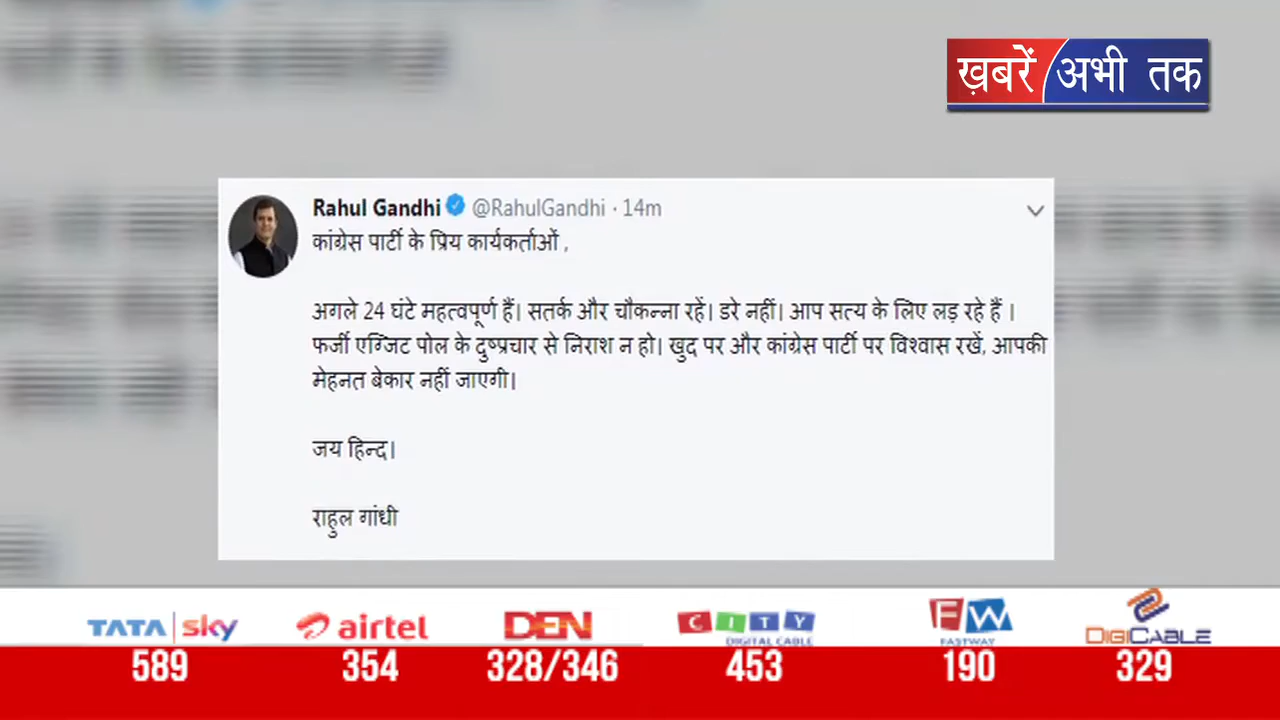 ख़बरें अभी तक
Rahul Gandhi @RahulGandhi · 14m
कांग्रेस पार्टी के प्रिय कार्यकर्ताओं ,
अगले 24 घंटे महत्वपूर्ण हैं। सतर्क और चौकन्ना रहें। डरे नहीं। आप सत्य के लिए लड़ रहे हैं ।
फर्जी एग्जिट पोल के दुष्प्रचार से निराश न हो। खुद पर और कांग्रेस पार्टी पर विश्वास रखें, आपकी
मेहनत बेकार नहीं जाएगी।
जय हिन्द।
राहुल गांधी
TATA sky airtel DEN CITY FW DIGICABLE
DIGITAL CABLE FASTWAY
589 354 328/346 453 190 329